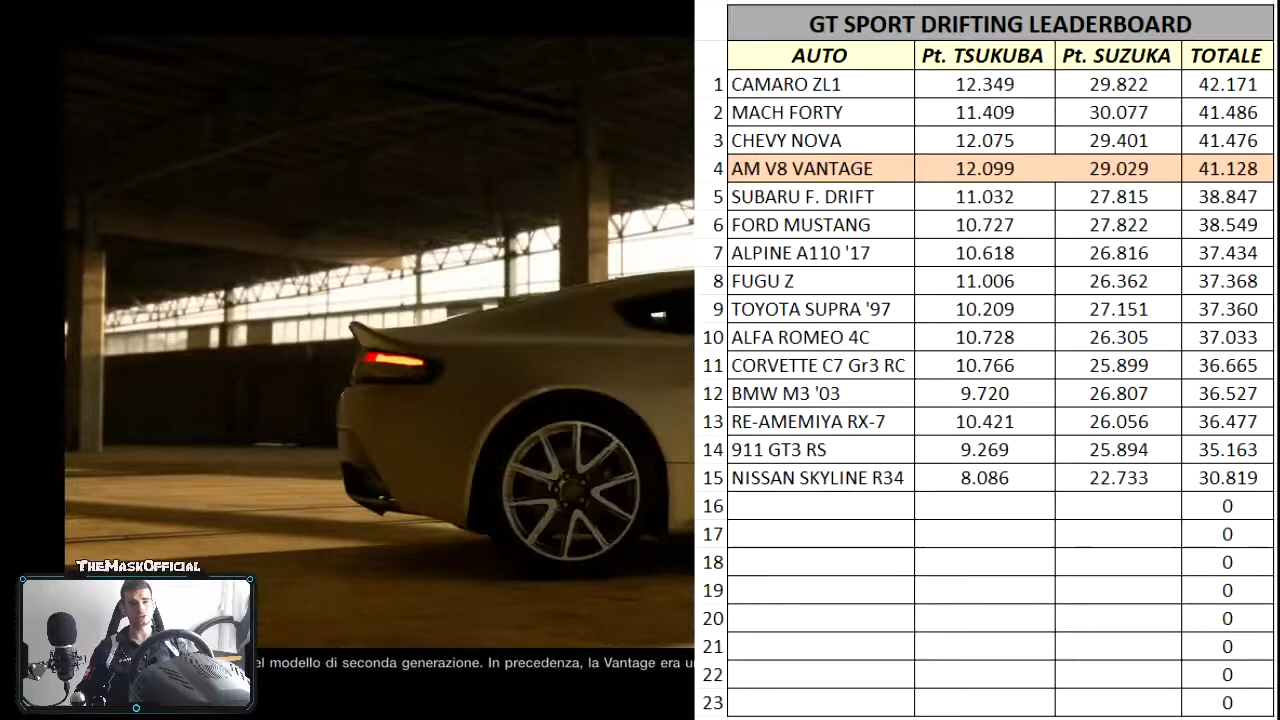 GT SPORT DRIFTING LEADERBOARD
AUTO Pt. TSUKUBA Pt. SUZUKA TOTALE
1 CAMARO ZL1 12.349 29.822 42.171
2 MACH FORTY 11.409 30.077 41.486
3 CHEVY NOVA 12.075 29.401 41.476
4 AM V8 VANTAGE 12.099 29.029 41.128
5 SUBARU F. DRIFT 11.032 27.815 38.847
6 FORD MUSTANG 10.727 27.822 38.549
7 ALPINE A110 '17 10.618 26.816 37.434
8 FUGU Z 11.006 26.362 37.368
9 TOYOTA SUPRA '97 10.209 27.151 37.360
10 ALFA ROMEO 4C 10.728 26.305 37.033
11 CORVETTE C7 Gr3 RC 10.766 25.899 36.665
12 BMW M3 '03 9.720 26.807 36.527
13 RE-AMEMIYA RX-7 10.421 26.056 36.477
14 911 GT3 RS 9.269 25.894 35.163
15 NISSAN SKYLINE R34 8.086 22.733 30.819
16 0
17 0
18 0
19 0
20 0
21 0
22 0
23 0
THEMASKOFFICIAL
el modello di seconda generazione. In precedenza, la Vantage era u